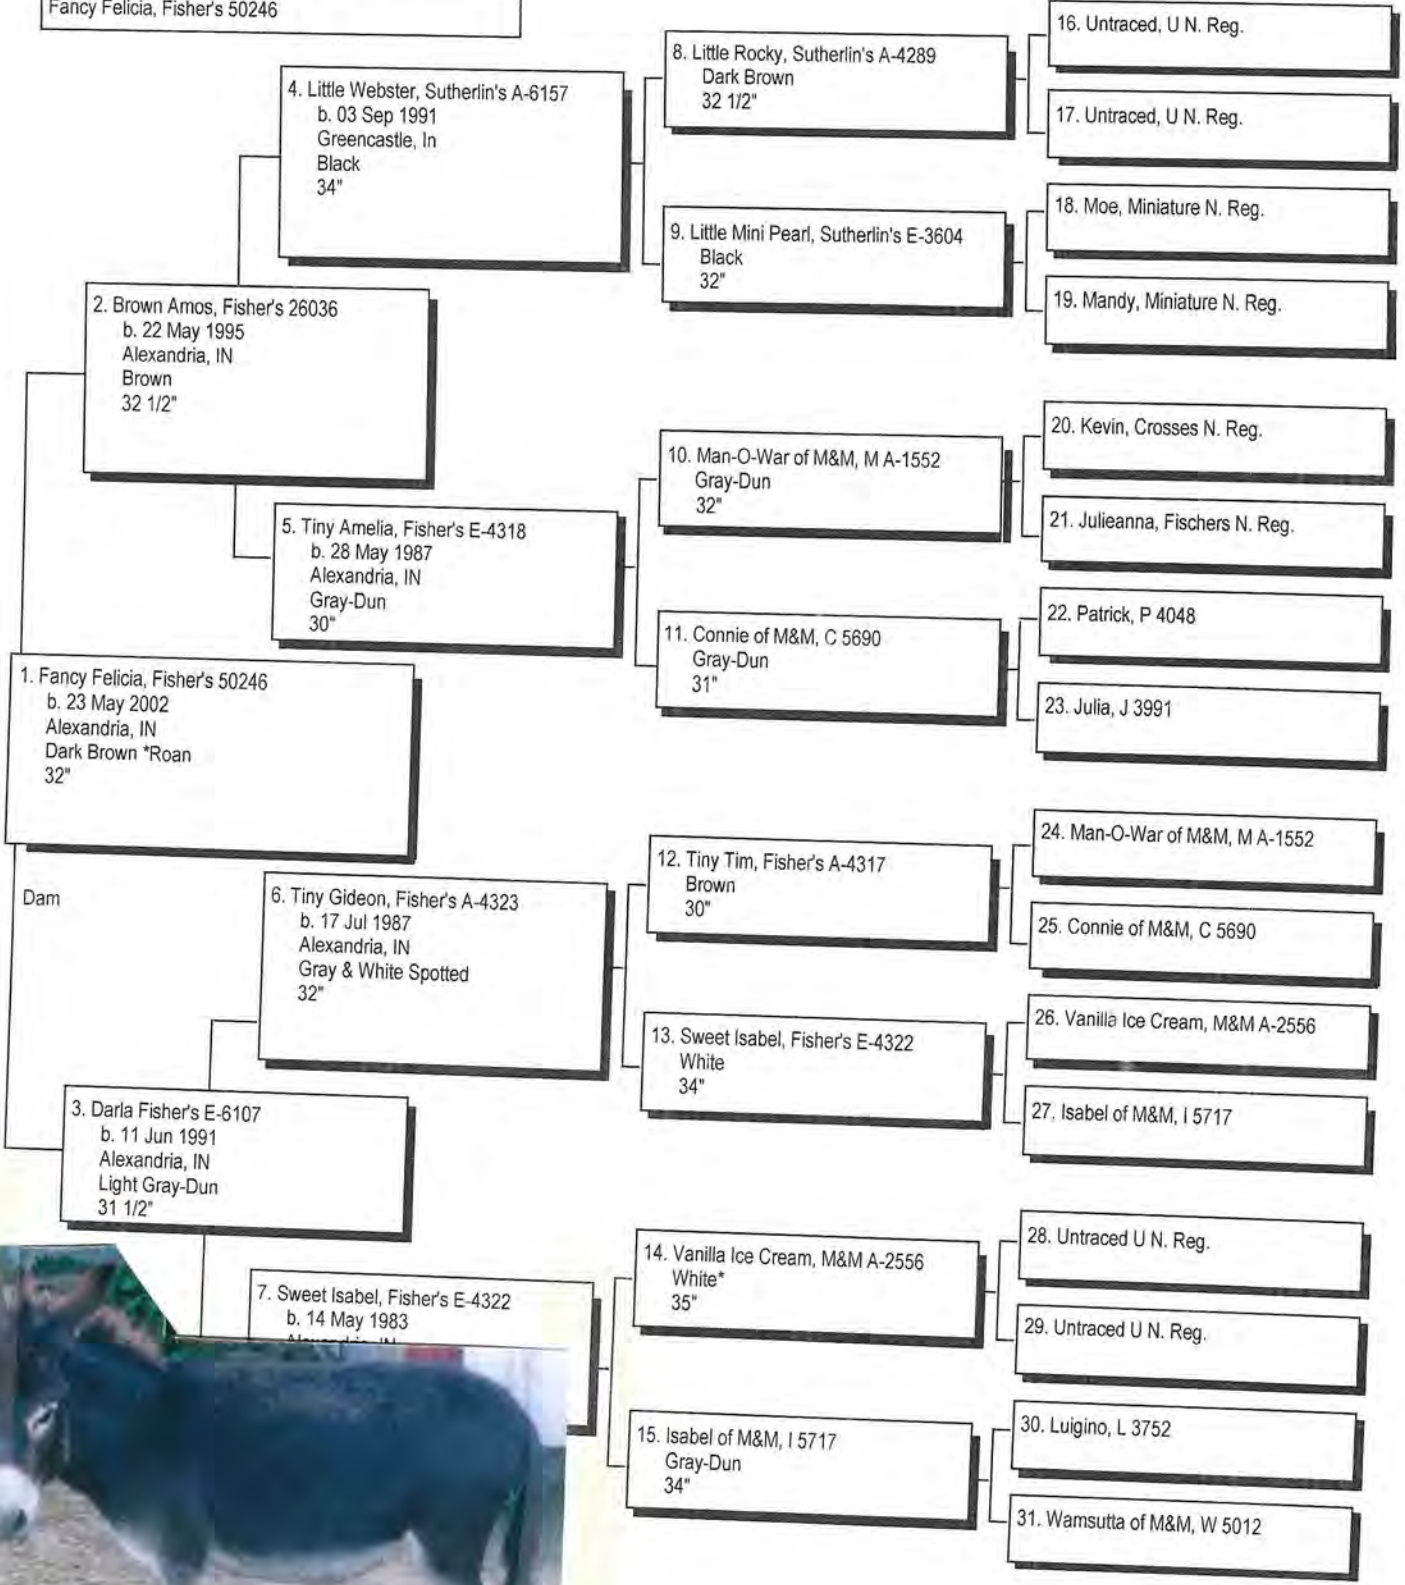 Fancy Felicia, Fisher's 50246
16. Untraced, U N. Reg.
8. Little Rocky, Sutherlin's A-4289
Dark Brown
32 1/2"
4. Little Webster, Sutherlin's A-6157
b. 03 Sep 1991
Greencastle, In
Black
34"
17. Untraced, U N. Reg.
18. Moe, Miniature N. Reg.
9. Little Mini Pearl, Sutherlin's E-3604
Black
32"
19. Mandy, Miniature N. Reg.
2. Brown Amos, Fisher's 26036
b. 22 May 1995
Alexandria, IN
Brown
32 1/2"
20. Kevin, Crosses N. Reg.
10. Man-O-War of M&M, M A-1552
Gray-Dun
32"
21. Julieanna, Fischers N. Reg.
5. Tiny Amelia, Fisher's E-4318
b. 28 May 1987
Alexandria, IN
Gray-Dun
30"
22. Patrick, P 4048
11. Connie of M&M, C 5690
Gray-Dun
31"
23. Julia, J 3991
1. Fancy Felicia, Fisher's 50246
b. 23 May 2002
Alexandria, IN
Dark Brown *Roan
32"
24. Man-O-War of M&M, M A-1552
12. Tiny Tim, Fisher's A-4317
Brown
30"
25. Connie of M&M, C 5690
Dam
6. Tiny Gideon, Fisher's A-4323
b. 17 Jul 1987
Alexandria, IN
Gray & White Spotted
32"
26. Vanilla Ice Cream, M&M A-2556
13. Sweet Isabel, Fisher's E-4322
White
34"
27. Isabel of M&M, I 5717
3. Darla Fisher's E-6107
b. 11 Jun 1991
Alexandria, IN
Light Gray-Dun
31 1/2"
28. Untraced U N. Reg.
14. Vanilla Ice Cream, M&M A-2556
White*
35"
29. Untraced U N. Reg.
7. Sweet Isabel, Fisher's E-4322
b. 14 May 1983
30. Luigino, L 3752
15. Isabel of M&M, I 5717
Gray-Dun
34"
31. Wamsutta of M&M, W 5012